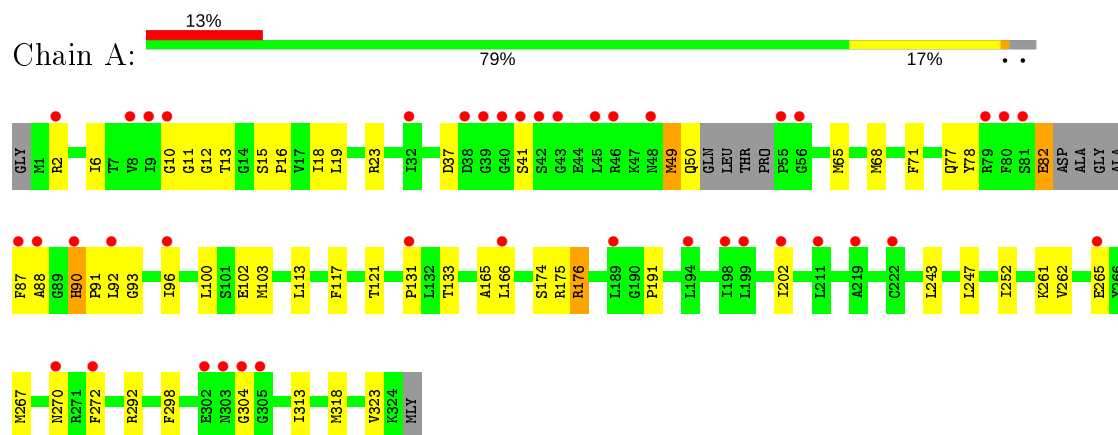 13%
Chain A:
79% 17% • •
GLY M1 R2 I6 T7 V8 I9 G10 G11 G12 T13 G14 S15 P16 V17 I18 L19 R23 I32 D37 D38 G39 G40 S41 S42 G43 E44 L45 R46 K47 N48 M49 Q50 GLN LEU THR PRO P55 G56 M65 M68 F71 Q77 Y78 R79 F80 S81 E82 ASP ALA GLY ALA
F87 A88 G89 H90 P91 L92 G93 I96 L100 S101 E102 M103 L113 F117 T121 P131 L132 T133 A165 L166 S174 R175 R176 L189 G190 P191 L194 I198 L199 I202 L211 A219 C222 L243 L247 I252 K261 V262 E265 Y266
M267 N270 R271 F272 R292 F298 E302 N303 G304 G305 I313 M318 V323 K324 MLY